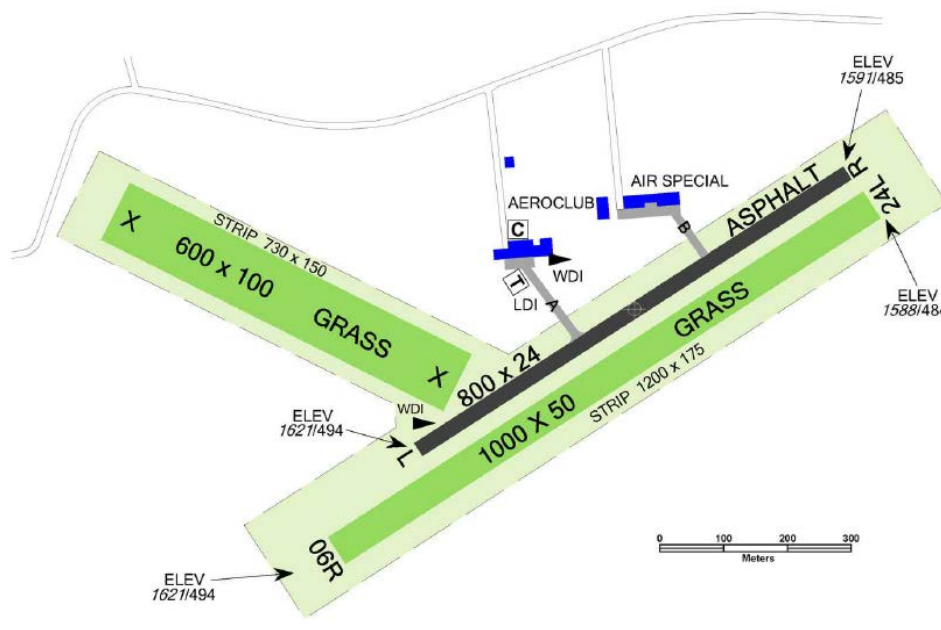 ELEV
1591/485
AIR SPECIAL
AEROCLUB
ASPHALT
R
24L
B
C
WDI
T
LDI
A
STRIP 730 x 150
X
600 x 100
GRASS
X
GRASS
ELEV
1588/484
800 x 24
STRIP 1200 x 175
WDI
ELEV
1621/494
L
1000 X 50
06R
ELEV
1621/494
0 100 200 300
Meters